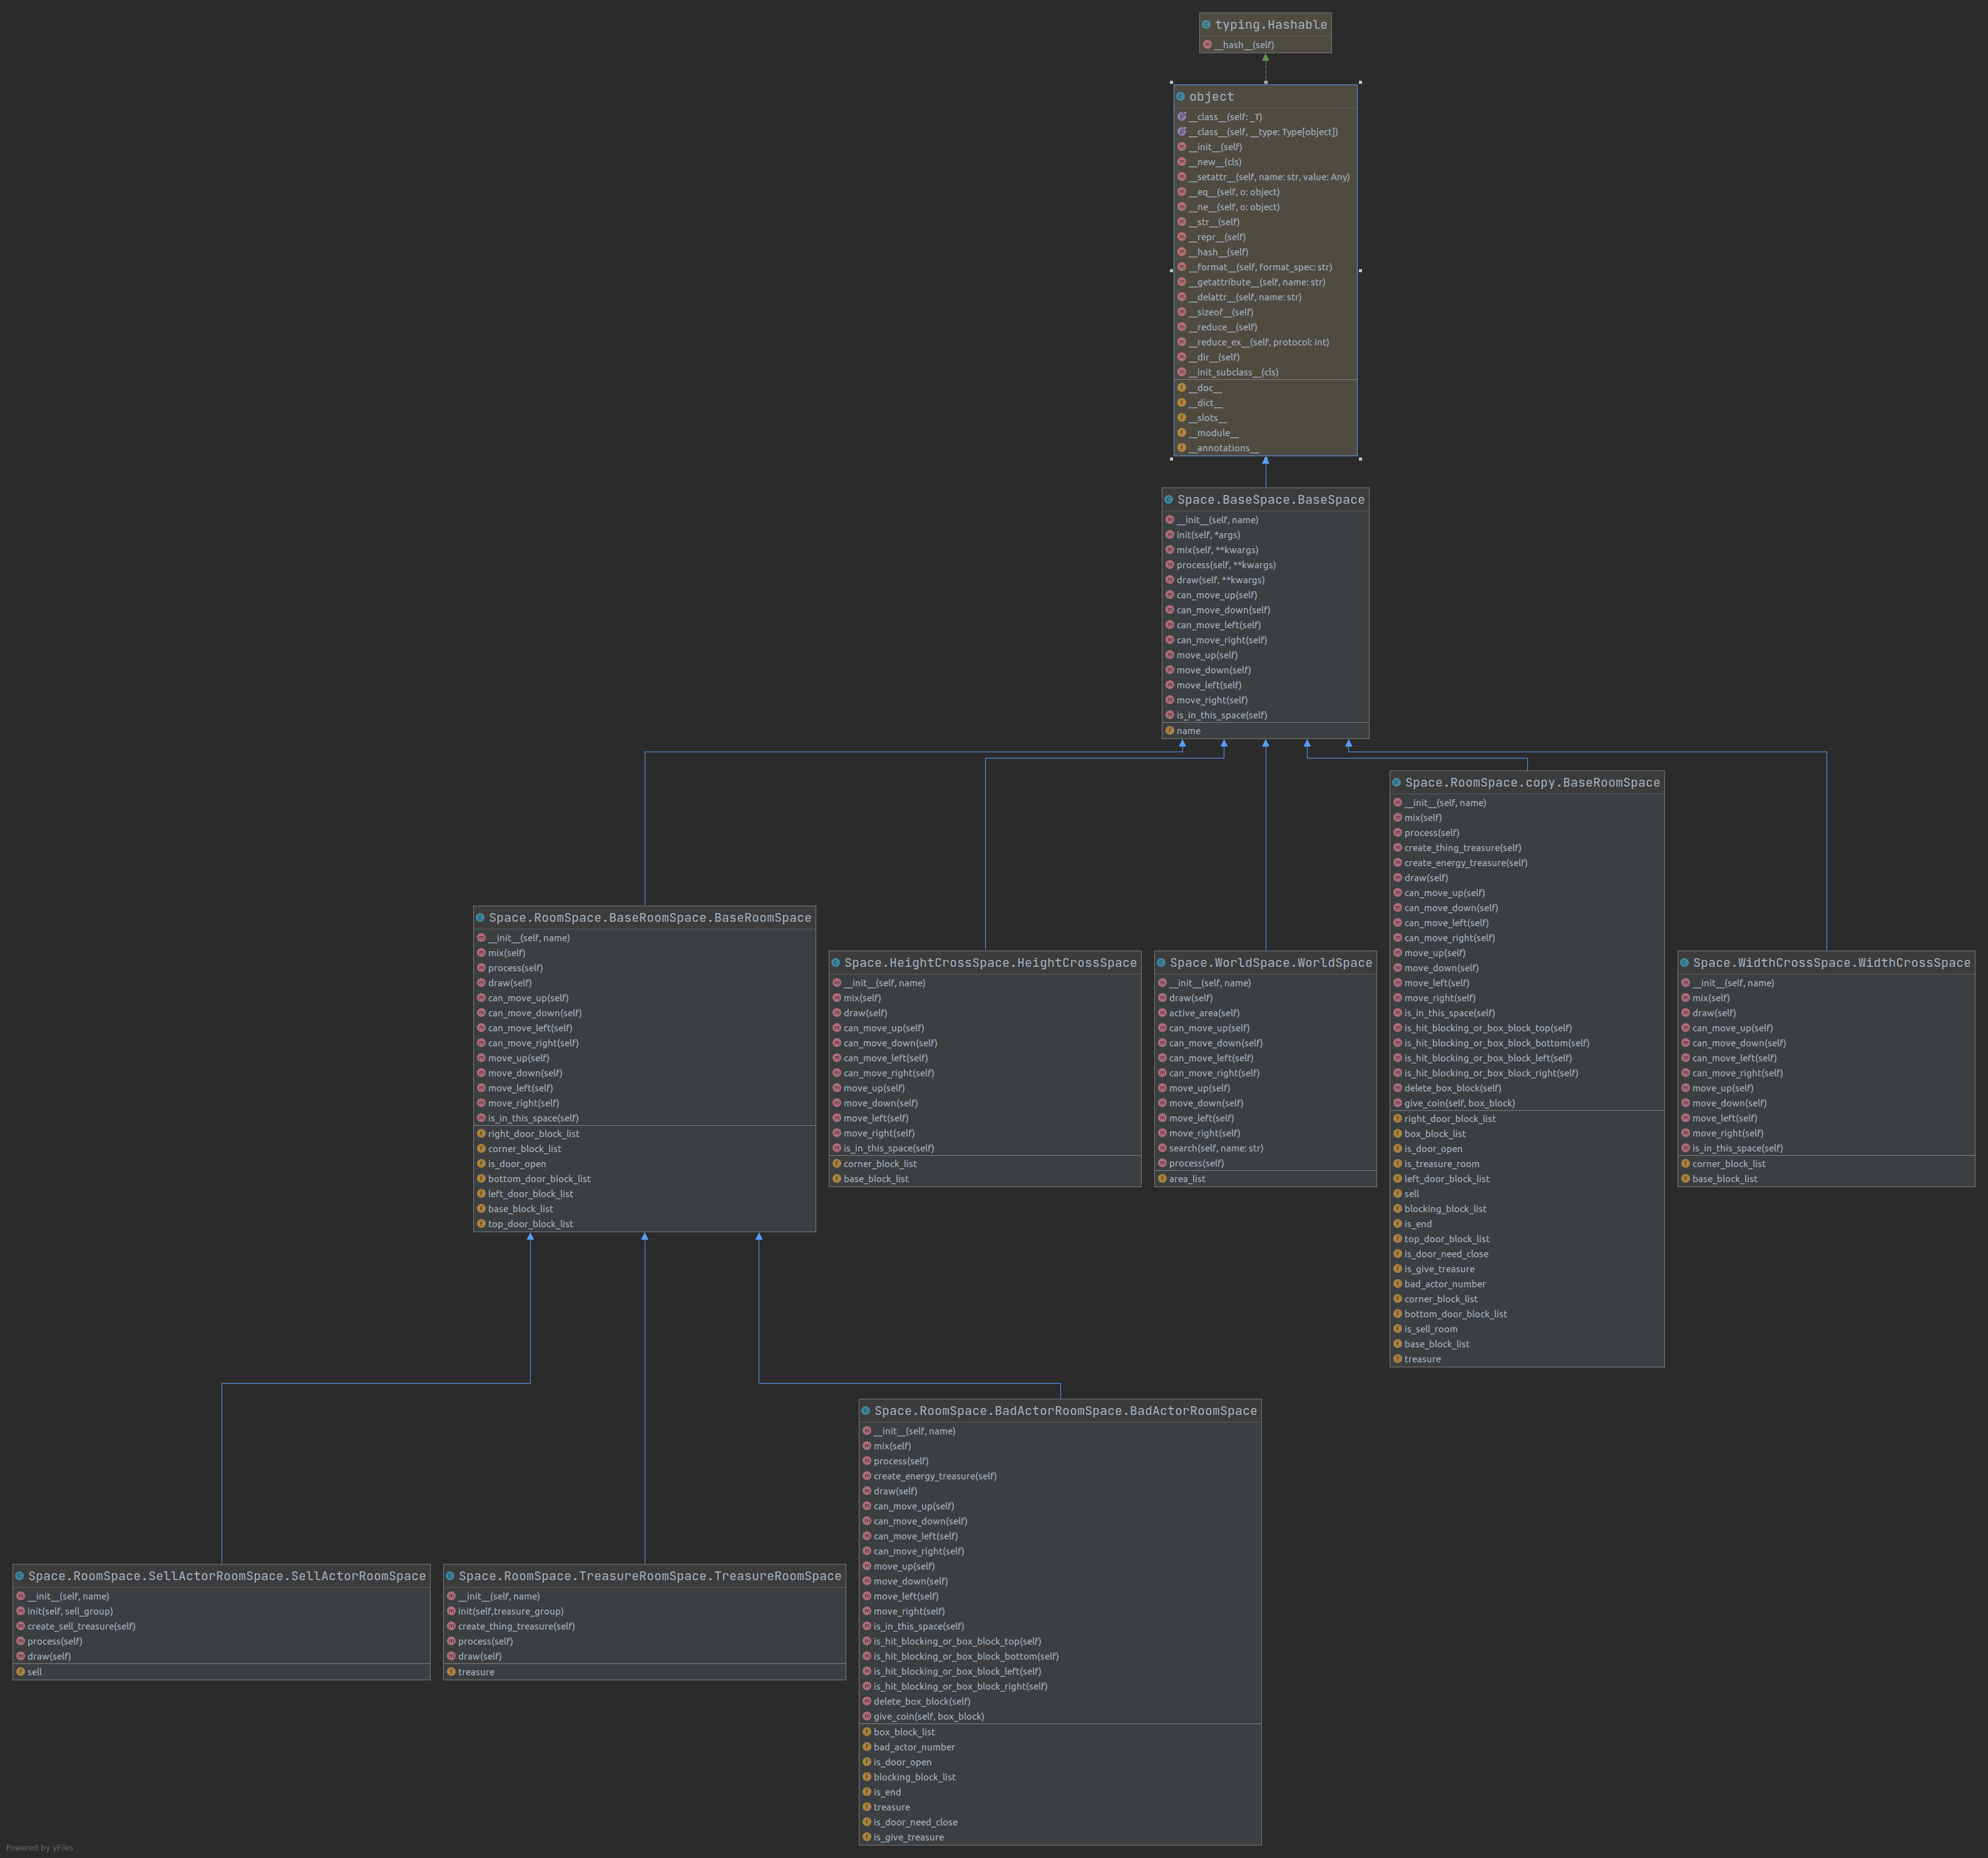 typing.Hashable
__hash__(self)
object
__class__(self: _T)
__class__(self, __type: Type[object])
__init__(self)
__new__(cls)
__setattr__(self, name: str, value: Any)
__eq__(self, o: object)
__ne__(self, o: object)
__str__(self)
__repr__(self)
__hash__(self)
__format__(self, format_spec: str)
__getattribute__(self, name: str)
__delattr__(self, name: str)
__sizeof__(self)
__reduce__(self)
__reduce_ex__(self, protocol: int)
__dir__(self)
__init_subclass__(cls)
__doc__
__dict__
__slots__
__module__
__annotations__
Space.BaseSpace.BaseSpace
__init__(self, name)
init(self, *args)
mix(self, **kwargs)
process(self, **kwargs)
draw(self, **kwargs)
can_move_up(self)
can_move_down(self)
can_move_left(self)
can_move_right(self)
move_up(self)
move_down(self)
move_left(self)
move_right(self)
is_in_this_space(self)
name
Space.RoomSpace.BaseRoomSpace.BaseRoomSpace
__init__(self, name)
mix(self)
process(self)
draw(self)
can_move_up(self)
can_move_down(self)
can_move_left(self)
can_move_right(self)
move_up(self)
move_down(self)
move_left(self)
move_right(self)
is_in_this_space(self)
right_door_block_list
corner_block_list
is_door_open
bottom_door_block_list
left_door_block_list
base_block_list
top_door_block_list
Space.HeightCrossSpace.HeightCrossSpace
__init__(self, name)
mix(self)
draw(self)
can_move_up(self)
can_move_down(self)
can_move_left(self)
can_move_right(self)
move_up(self)
move_down(self)
move_left(self)
move_right(self)
is_in_this_space(self)
corner_block_list
base_block_list
Space.WorldSpace.WorldSpace
__init__(self, name)
draw(self)
active_area(self)
can_move_up(self)
can_move_down(self)
can_move_left(self)
can_move_right(self)
move_up(self)
move_down(self)
move_left(self)
move_right(self)
search(self, name: str)
process(self)
area_list
Space.RoomSpace.copy.BaseRoomSpace
__init__(self, name)
mix(self)
process(self)
create_thing_treasure(self)
create_energy_treasure(self)
draw(self)
can_move_up(self)
can_move_down(self)
can_move_left(self)
can_move_right(self)
move_up(self)
move_down(self)
move_left(self)
move_right(self)
is_in_this_space(self)
is_hit_blocking_or_box_block_top(self)
is_hit_blocking_or_box_block_bottom(self)
is_hit_blocking_or_box_block_left(self)
is_hit_blocking_or_box_block_right(self)
delete_box_block(self)
give_coin(self, box_block)
right_door_block_list
box_block_list
is_door_open
is_treasure_room
left_door_block_list
sell
blocking_block_list
is_end
top_door_block_list
is_door_need_close
is_give_treasure
bad_actor_number
corner_block_list
bottom_door_block_list
is_sell_room
base_block_list
treasure
Space.WidthCrossSpace.WidthCrossSpace
__init__(self, name)
mix(self)
draw(self)
can_move_up(self)
can_move_down(self)
can_move_left(self)
can_move_right(self)
move_up(self)
move_down(self)
move_left(self)
move_right(self)
is_in_this_space(self)
corner_block_list
base_block_list
Space.RoomSpace.SellActorRoomSpace.SellActorRoomSpace
__init__(self, name)
init(self, sell_group)
create_sell_treasure(self)
process(self)
draw(self)
sell
Space.RoomSpace.TreasureRoomSpace.TreasureRoomSpace
__init__(self, name)
init(self,treasure_group)
create_thing_treasure(self)
process(self)
draw(self)
treasure
Space.RoomSpace.BadActorRoomSpace.BadActorRoomSpace
__init__(self, name)
mix(self)
process(self)
create_energy_treasure(self)
draw(self)
can_move_up(self)
can_move_down(self)
can_move_left(self)
can_move_right(self)
move_up(self)
move_down(self)
move_left(self)
move_right(self)
is_in_this_space(self)
is_hit_blocking_or_box_block_top(self)
is_hit_blocking_or_box_block_bottom(self)
is_hit_blocking_or_box_block_left(self)
is_hit_blocking_or_box_block_right(self)
delete_box_block(self)
give_coin(self, box_block)
box_block_list
bad_actor_number
is_door_open
blocking_block_list
is_end
treasure
is_door_need_close
is_give_treasure
Powered by yFiles